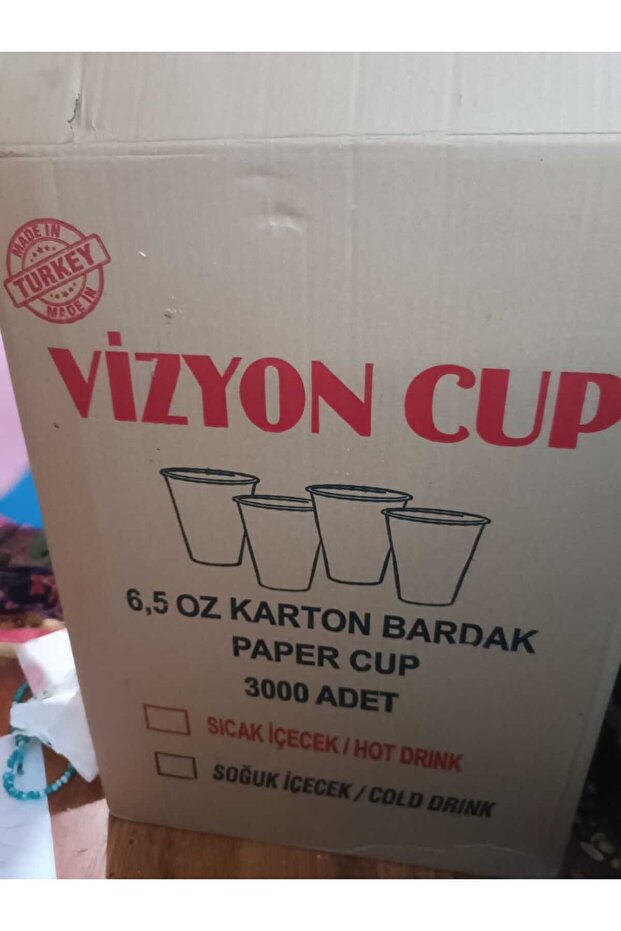 MADE IN
TURKEY
MADE IN
VİZYON CUP
6,5 OZ KARTON BARDAK
PAPER CUP
3000 ADET
SICAK İÇECEK / HOT DRINK
SOĞUK İÇECEK / COLD DRINK